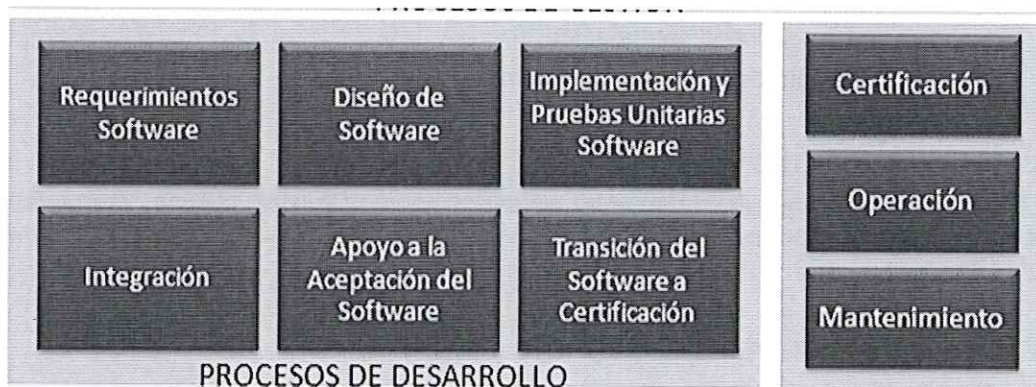 Requerimientos
Software
Diseño de
Software
Implementación y
Pruebas Unitarias
Software
Integración
Apoyo a la
Aceptación del
Software
Transición del
Software a
Certificación
PROCESOS DE DESARROLLO
Certificación
Operación
Mantenimiento